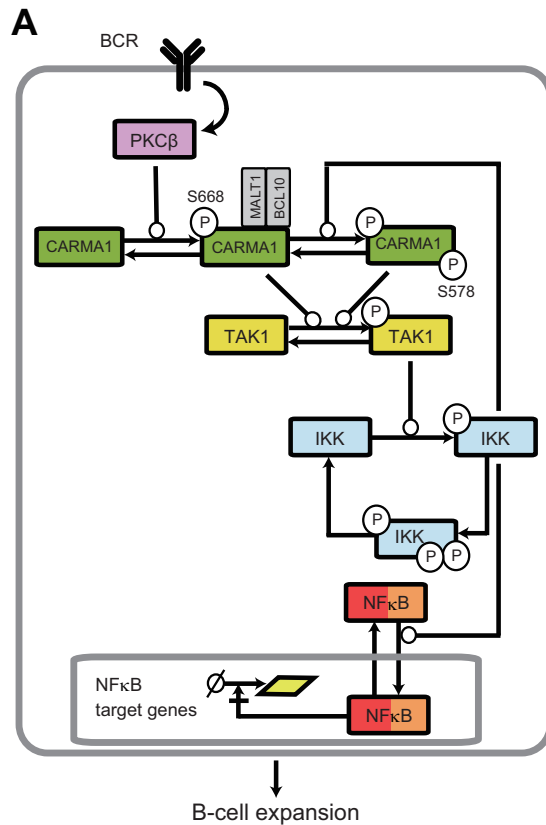 A
BCR
PKCβ
S668
MALT1
BCL10
P
P
CARMA1
CARMA1
CARMA1
P
S578
P
TAK1
TAK1
P
IKK
IKK
P
IKK
P
P
NFκB
NFκB
target genes
NFκB
B-cell expansion